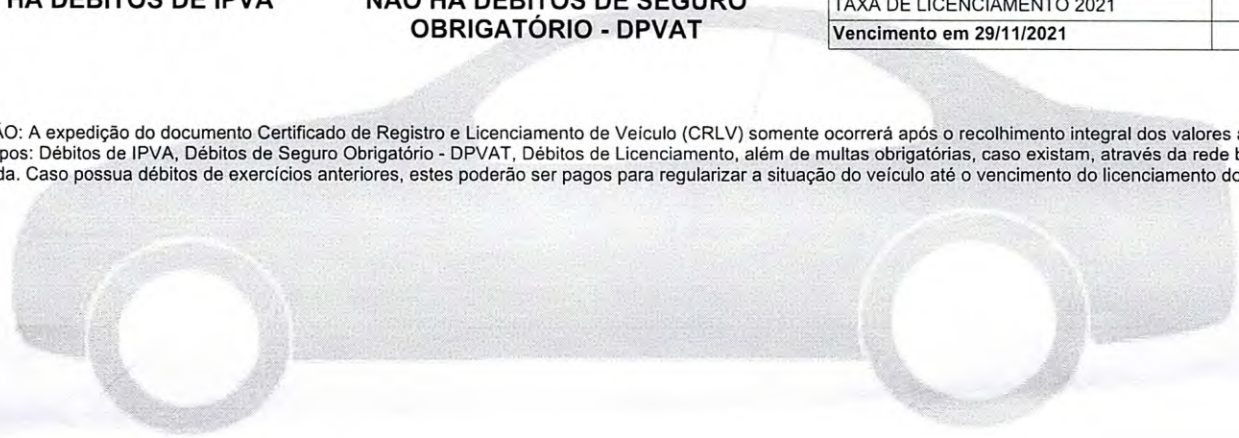 HÁ DÉBITOS DE IPVA
NÃO HÁ DÉBITOS DE SEGURO
OBRIGATÓRIO - DPVAT
TAXA DE LICENCIAMENTO 2021
Vencimento em 29/11/2021
ÃO: A expedição do documento Certificado de Registro e Licenciamento de Veículo (CRLV) somente ocorrerá após o recolhimento integral dos valores
pos: Débitos de IPVA, Débitos de Seguro Obrigatório - DPVAT, Débitos de Licenciamento, além de multas obrigatórias, caso existam, através da rede
da. Caso possua débitos de exercícios anteriores, estes poderão ser pagos para regularizar a situação do veículo até o vencimento do licenciamento do